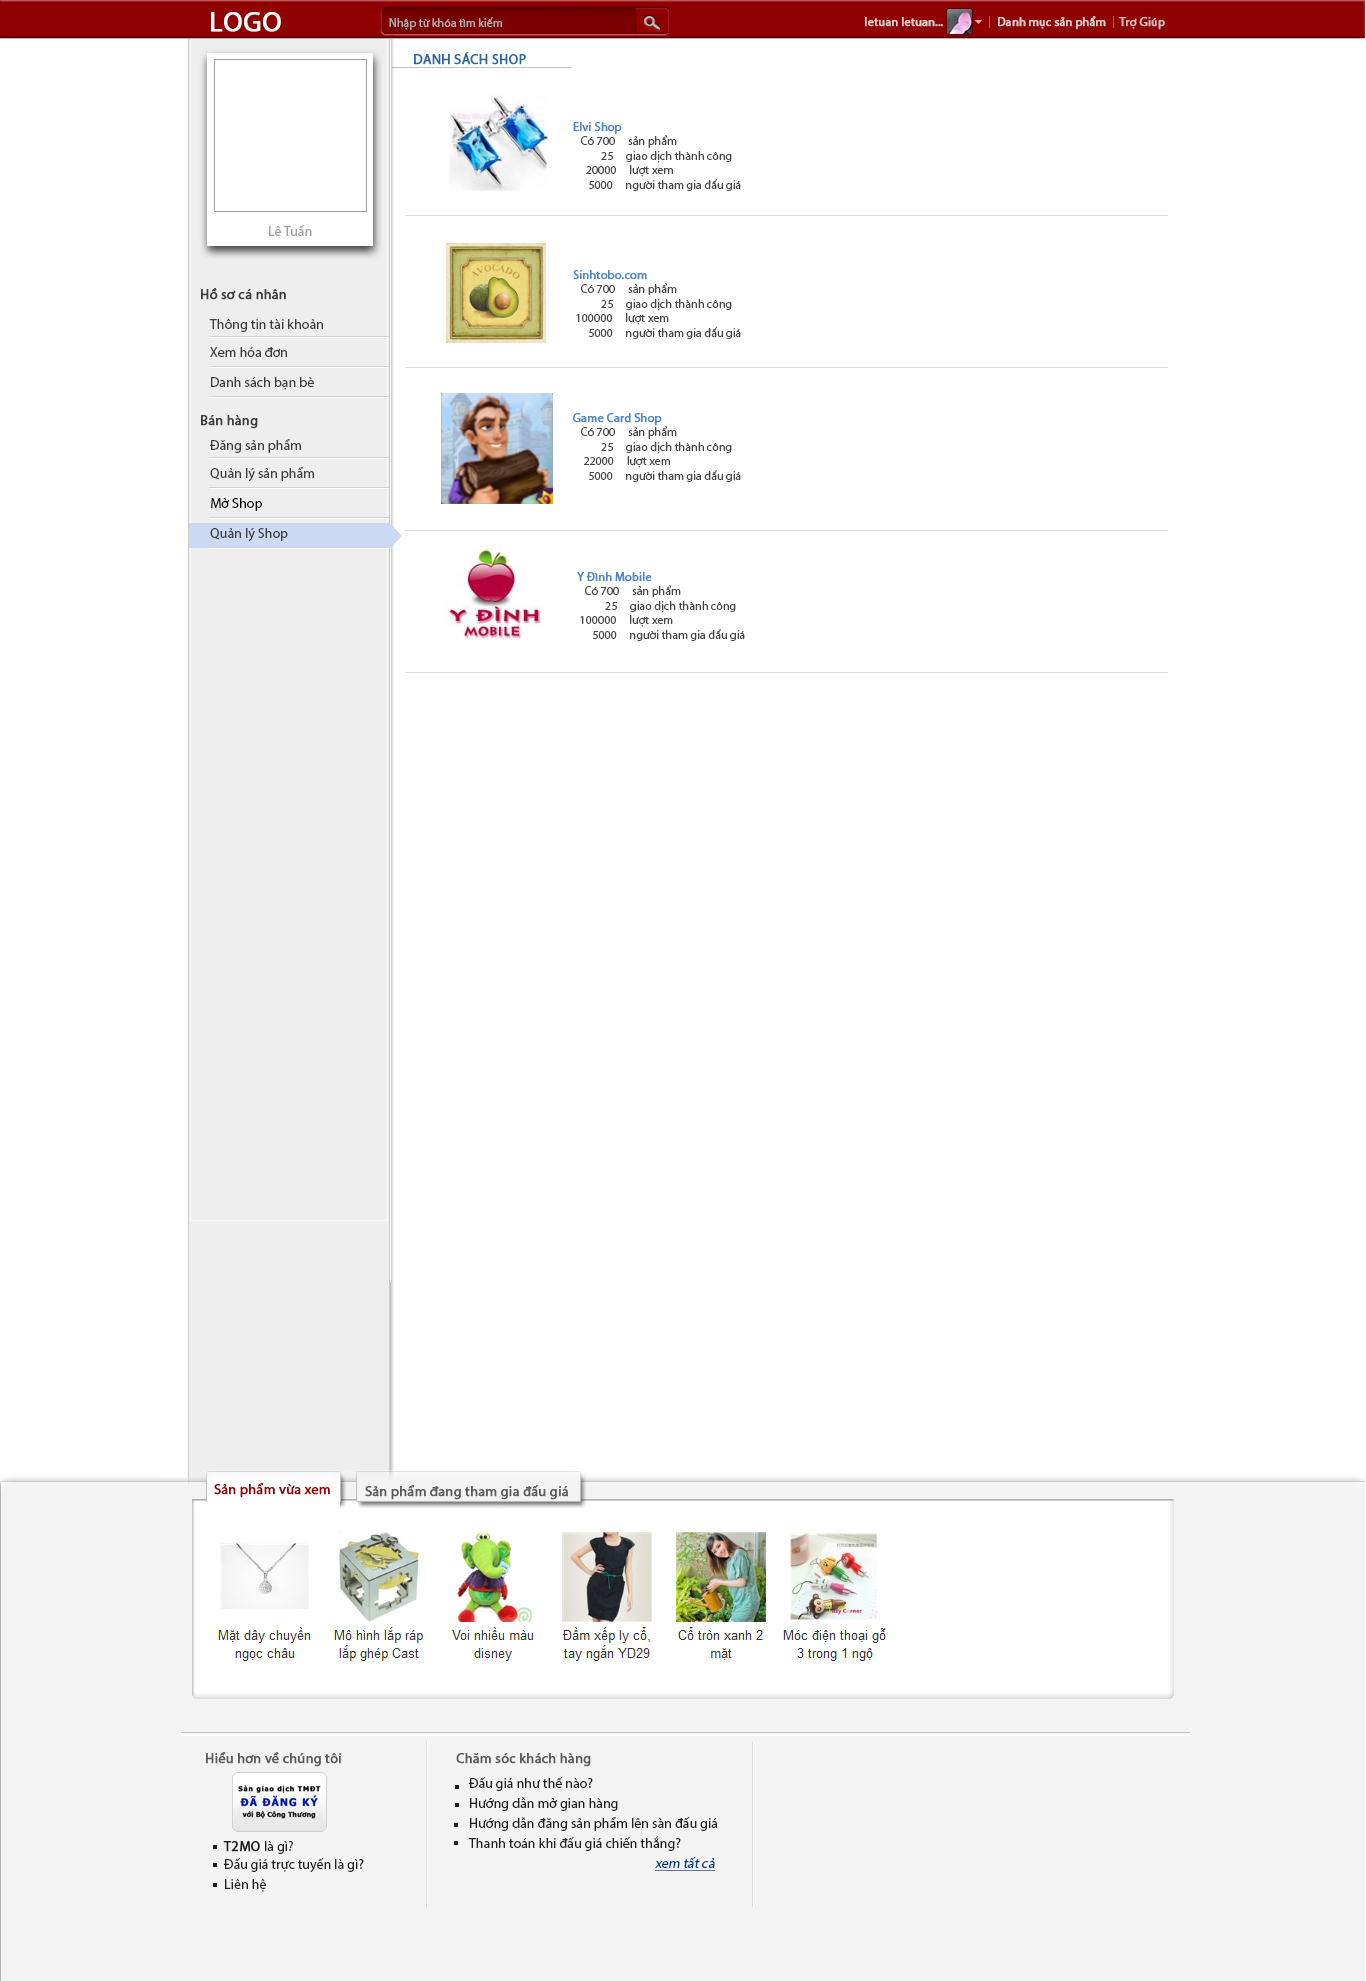 LOGO
Nhập từ khóa tìm kiếm
letuan letuan...
Danh mục sản phẩm
Trợ Giúp
Lê Tuấn
Hồ sơ cá nhân
Thông tin tài khoản
Xem hóa đơn
Danh sách bạn bè
Bán hàng
Đăng sản phẩm
Quản lý sản phẩm
Mở Shop
Quản lý Shop
DANH SÁCH SHOP
Elvi Shop
Có 700 sản phẩm
25 giao dịch thành công
20000 lượt xem
5000 người tham gia đấu giá
AVOCADO
Sinhtobo.com
Có 700 sản phẩm
25 giao dịch thành công
100000 lượt xem
5000 người tham gia đấu giá
Game Card Shop
Có 700 sản phẩm
25 giao dịch thành công
22000 lượt xem
5000 người tham gia đấu giá
Y ĐÌNH
MOBILE
Y Đình Mobile
Có 700 sản phẩm
25 giao dịch thành công
100000 lượt xem
5000 người tham gia đấu giá
Sản phẩm vừa xem
Sản phẩm đang tham gia đấu giá
Mặt dây chuyền
ngọc châu
Mô hình lắp ráp
lắp ghép Cast
Voi nhiều màu
disney
Đầm xếp ly cổ,
tay ngắn YD29
Cổ tròn xanh 2
mặt
Corner
Móc điện thoại gỗ
3 trong 1 ngộ
Hiểu hơn về chúng tôi
Sàn giao dịch TMĐT
ĐÃ ĐĂNG KÝ
với Bộ Công Thương
T2MO là gì?
Đấu giá trực tuyến là gì?
Liên hệ
Chăm sóc khách hàng
Đấu giá như thế nào?
Hướng dẫn mở gian hàng
Hướng dẫn đăng sản phẩm lên sàn đấu giá
Thanh toán khi đấu giá chiến thắng?
xem tất cả